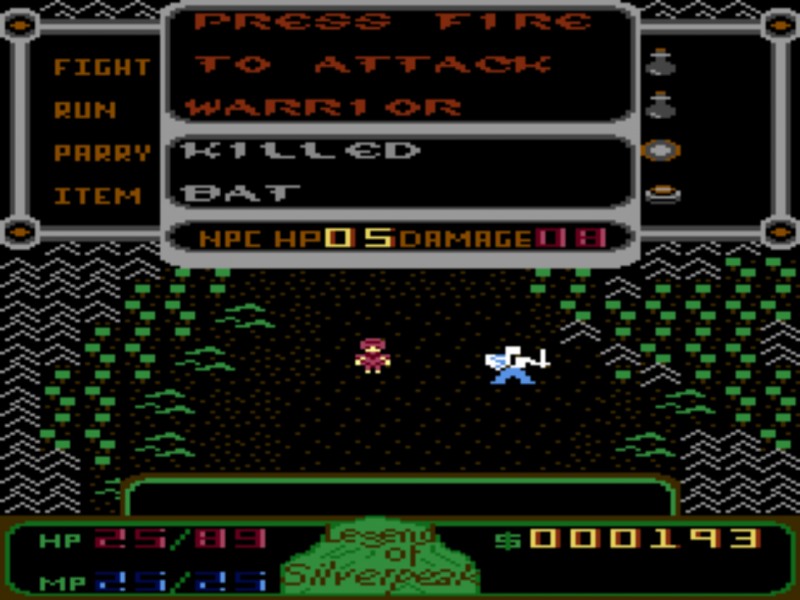 PRESS FIRE
TO ATTACK
WARRIOR
KILLED
BAT
FIGHT
RUN
PARRY
ITEM
NPC HP05DAMAGE08
HP 25/89
MP 25/25
Legend
of
Silverpeak
$000193